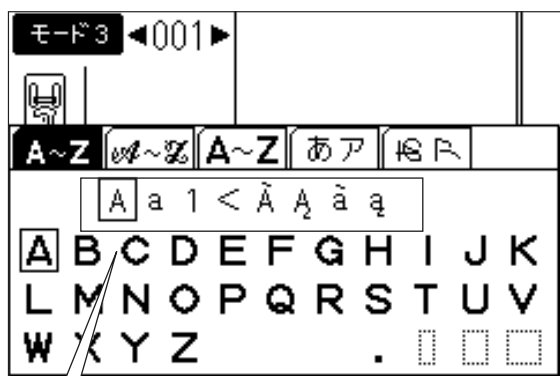 モード3 ◀001▶
A~Z 𝒜~𝒵 A~Z あア
A a 1 < À Ą à ą
A B C D E F G H I J K
L M N O P Q R S T U V
W X Y Z .